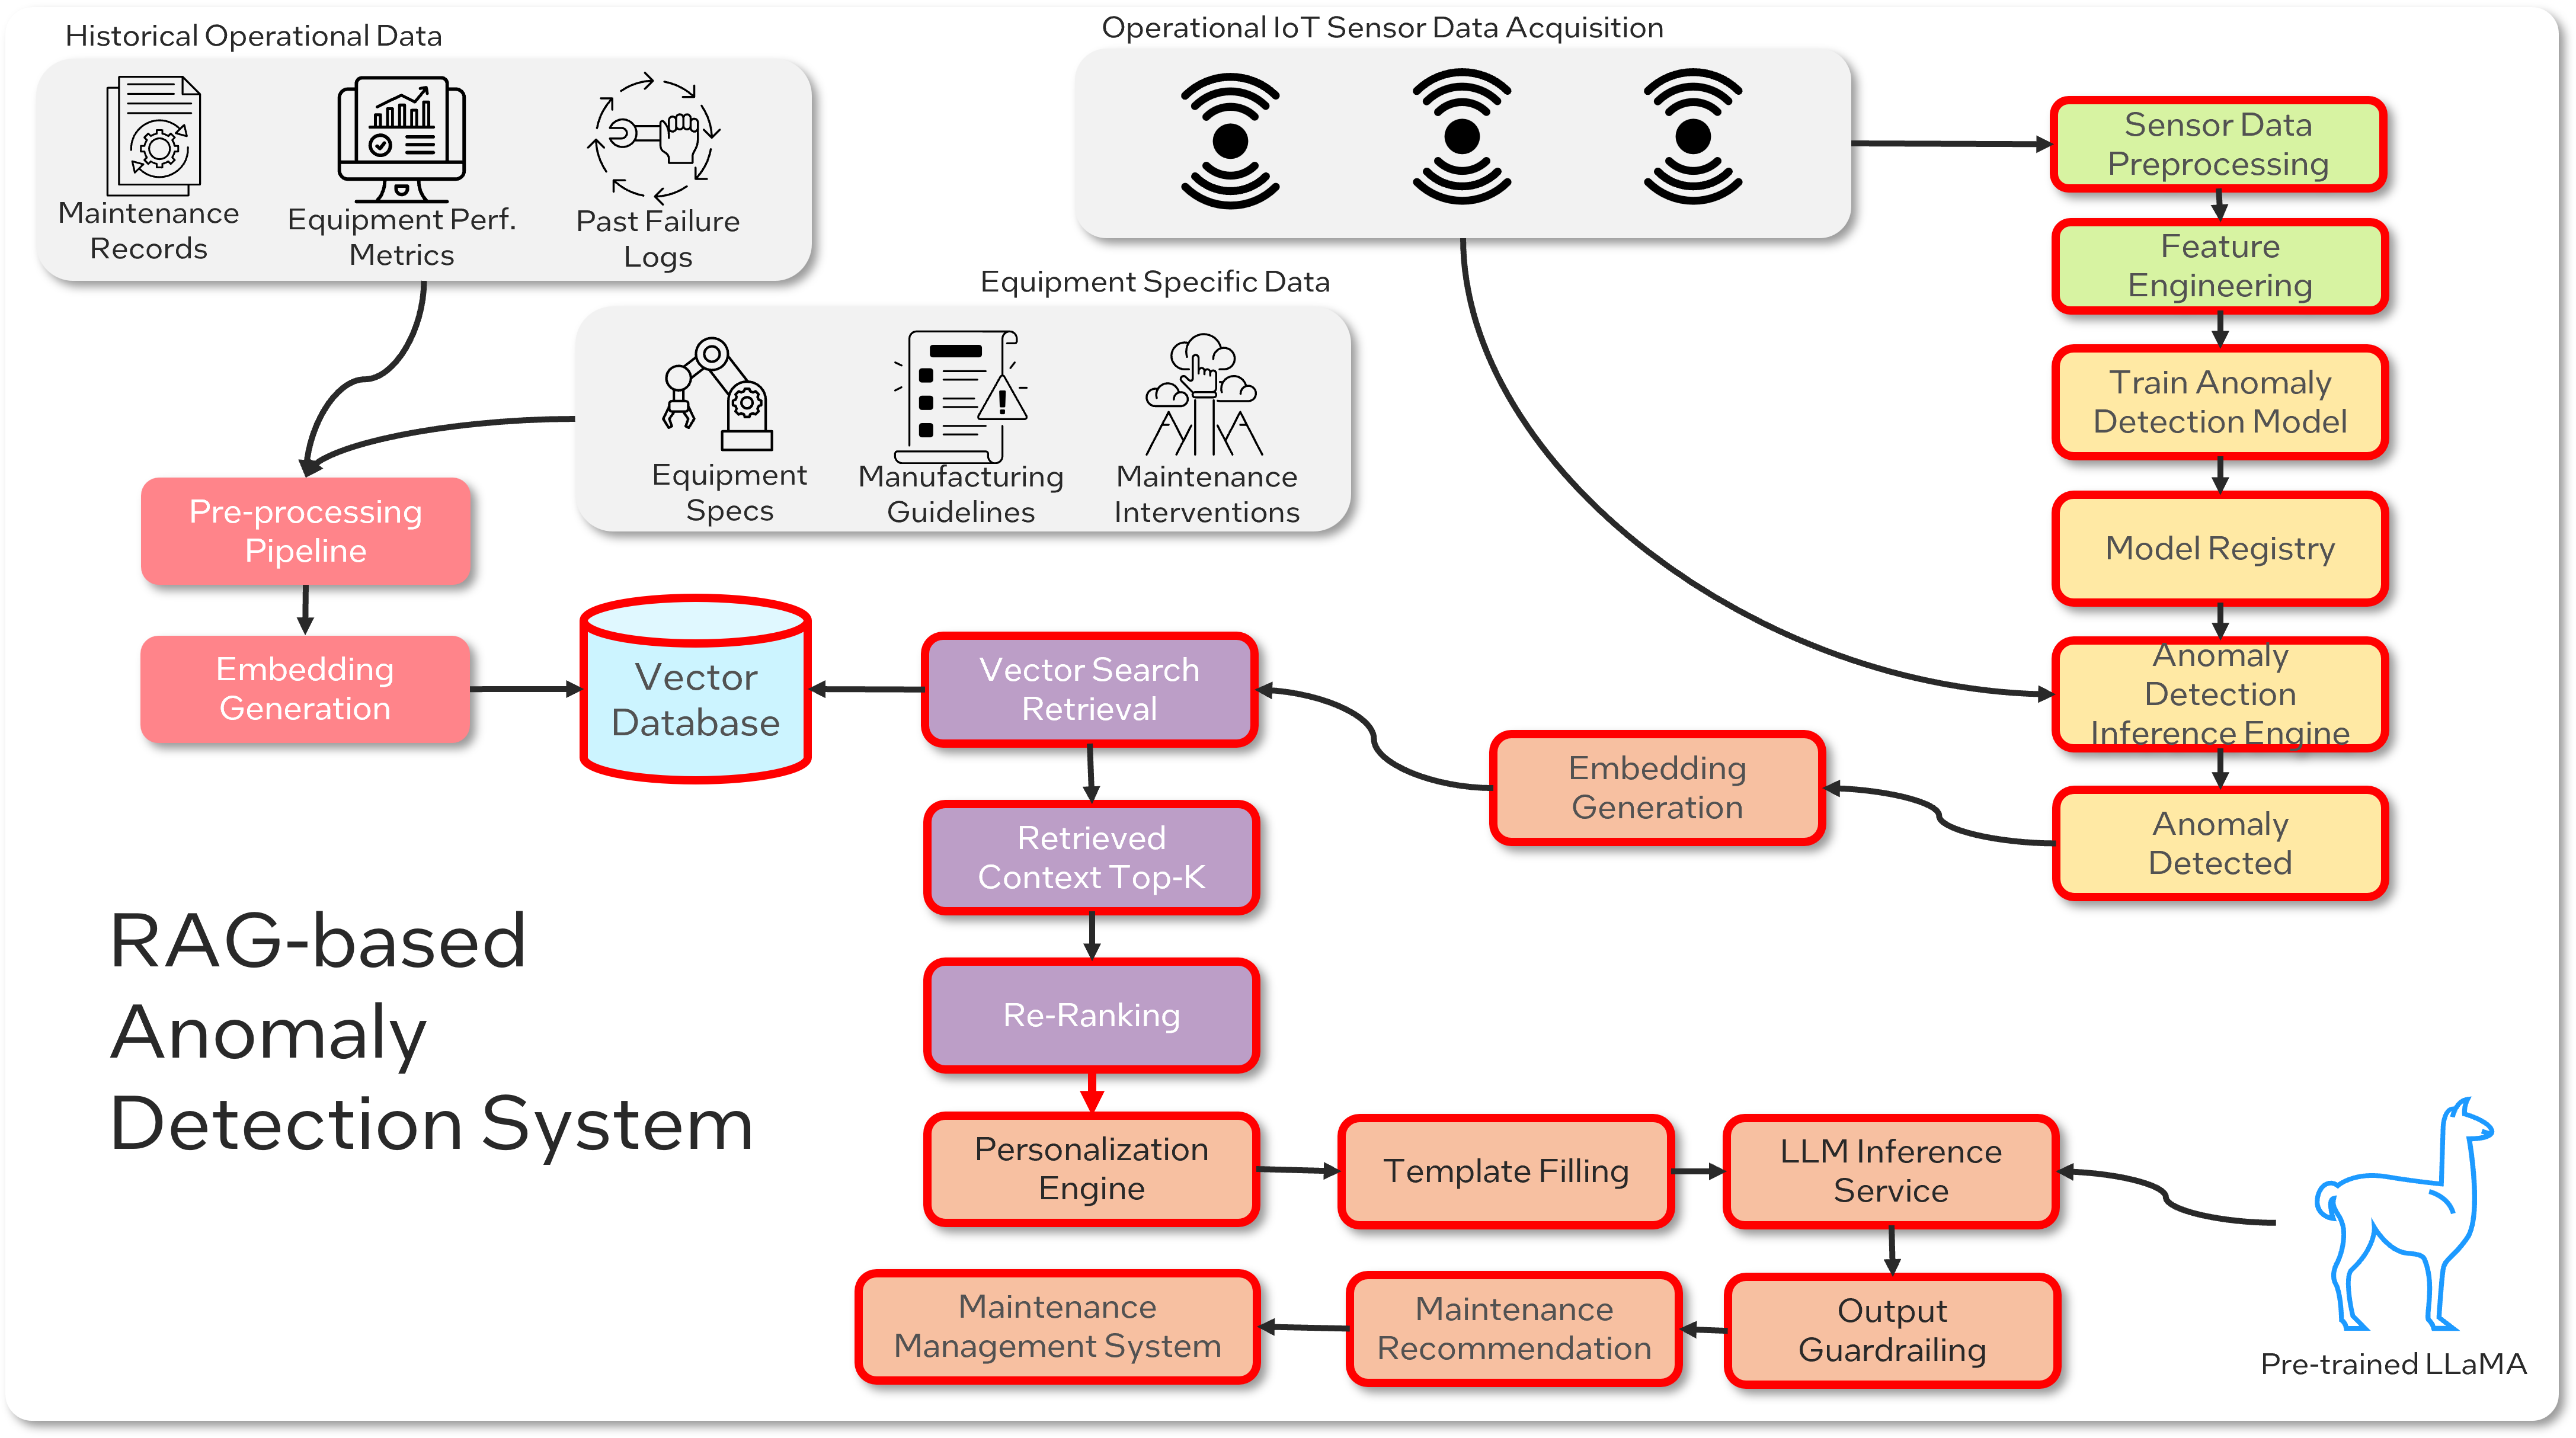 Historical Operational Data
Maintenance
Records
Equipment Perf.
Metrics
Past Failure
Logs
Operational IoT Sensor Data Acquisition
Equipment Specific Data
Equipment
Specs
Manufacturing
Guidelines
Maintenance
Interventions
Sensor Data
Preprocessing
Feature
Engineering
Train Anomaly
Detection Model
Model Registry
Anomaly
Detection
Inference Engine
Anomaly
Detected
Pre-processing
Pipeline
Embedding
Generation
Vector
Database
Vector Search
Retrieval
Embedding
Generation
Retrieved
Context Top-K
Re-Ranking
RAG-based
Anomaly
Detection System
Personalization
Engine
Template Filling
LLM Inference
Service
Maintenance
Management System
Maintenance
Recommendation
Output
Guardrailing
Pre-trained LLaMA